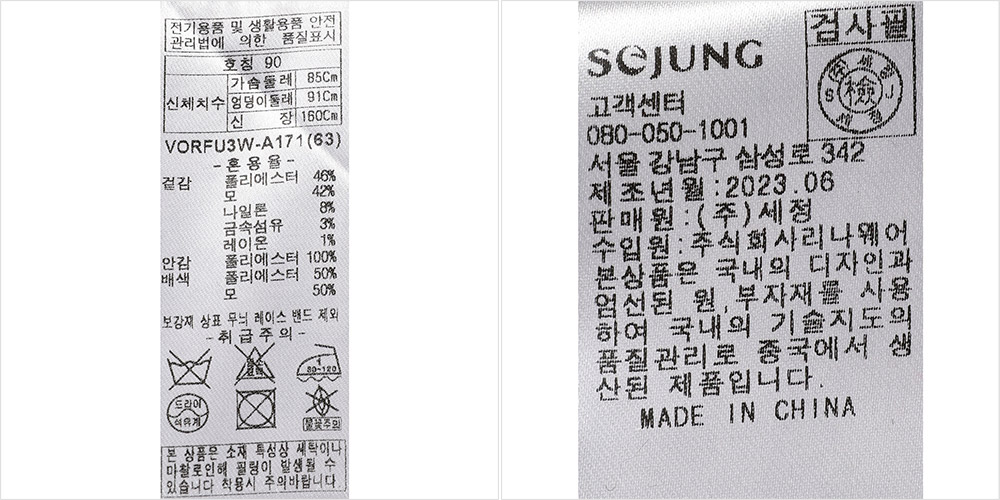 전기용품 및 생활용품 안전
관리법에 의한 품질표시
호칭 90
신체치수
가슴둘레 85Cm
엉덩이둘레 91Cm
신 장 160Cm
VORFU3W-A171(63)
- 혼 용 율 -
겉감 폴리에스터 46%
모 42%
나일론 8%
금속섬유 3%
레이온 1%
안감 폴리에스터 100%
배색 폴리에스터 50%
모 50%
보강재 상표 무늬 레이스 밴드 제외
- 취 급 주 의 -
염소
표백
1
80~120
드라이
석유계
불꽃주의
본 상품은 소재 특성상 세탁이나
마찰로인해 필링이 발생될 수
있습니다 착용시 주의바랍니다
SEJUNG
검사필
檢
S J
고객센터
080-050-1001
서울 강남구 삼성로 342
제조년월:2023.06
판매원:(주)세정
수입원:주식회사리나웨어
본상품은 국내의 디자인과
엄선된 원,부자재를 사용
하여 국내의 기술지도의
품질관리로 중국에서 생
산된 제품입니다.
MADE IN CHINA